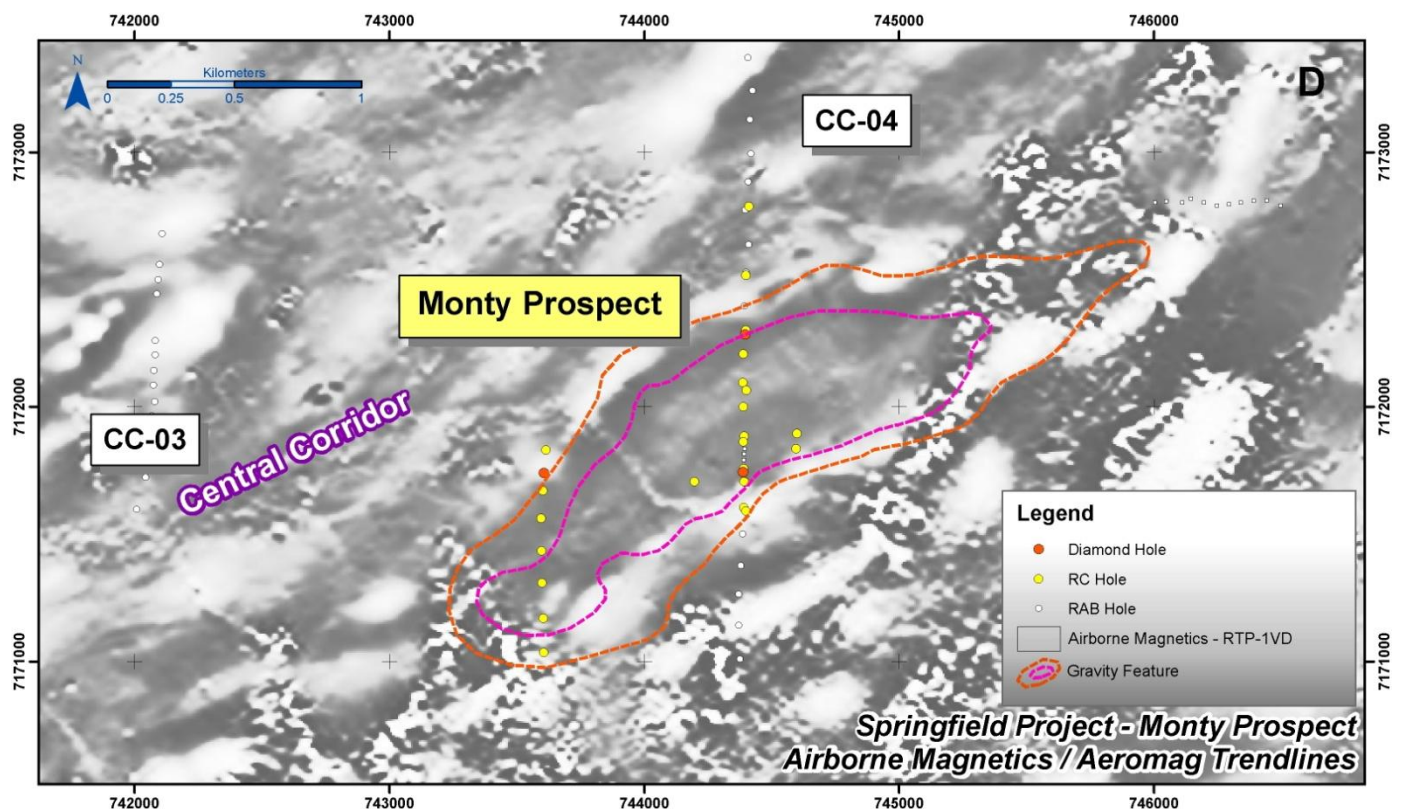 742000 743000 744000 745000 746000
N
Kilometers
0 0.25 0.5 1
D
CC-04
7173000 7173000
Monty Prospect
7172000 7172000
CC-03
Central Corridor
Legend
Diamond Hole
RC Hole
RAB Hole
Airborne Magnetics - RTP-1VD
Gravity Feature
7171000 7171000
Springfield Project - Monty Prospect
Airborne Magnetics / Aeromag Trendlines
742000 743000 744000 745000 746000